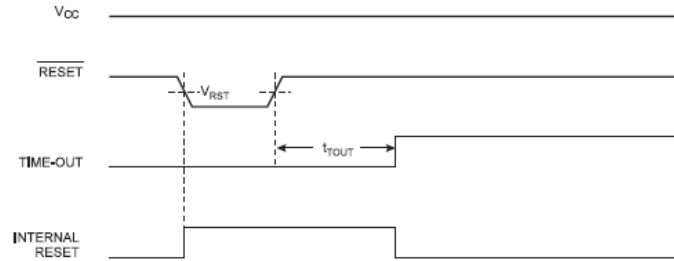 VCC
RESET
VRST
tTOUT
TIME-OUT
INTERNAL
RESET